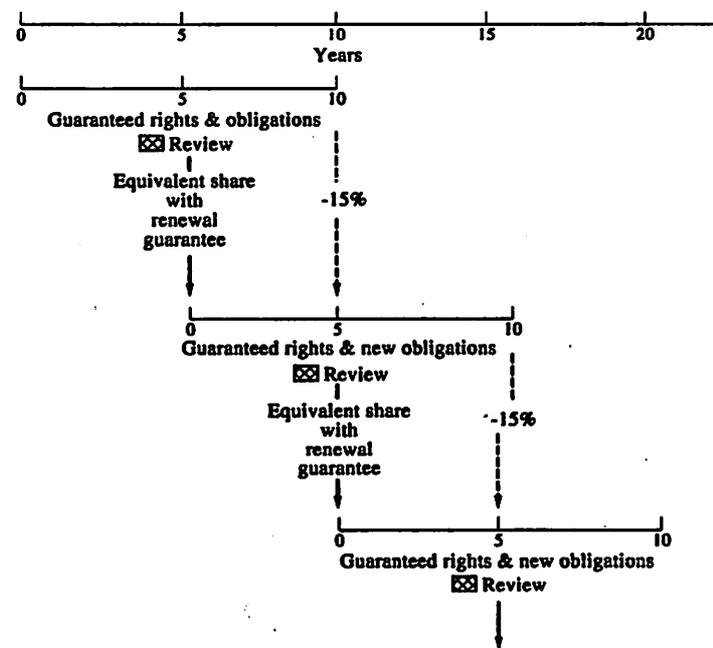 0 5 10 15 20
Years
0 5 10
Guaranteed rights & obligations
Review
Equivalent share
with
renewal
guarantee
-15%
0 5 10
Guaranteed rights & new obligations
Review
Equivalent share
with
renewal
guarantee
-15%
0 5 10
Guaranteed rights & new obligations
Review